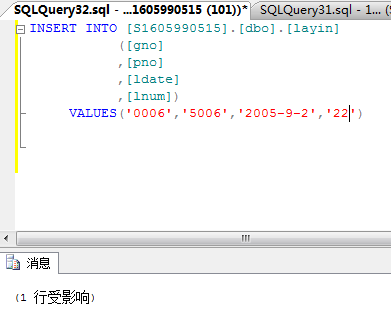 SQLQuery32.sql - ...1605990515 (101))* SQLQuery31.sql - 1... (S
INSERT INTO [S1605990515].[dbo].[layin]
([gno]
,[pno]
,[ldate]
,[lnum])
VALUES('0006','5006','2005-9-2','22')
消息
(1 行受影响)